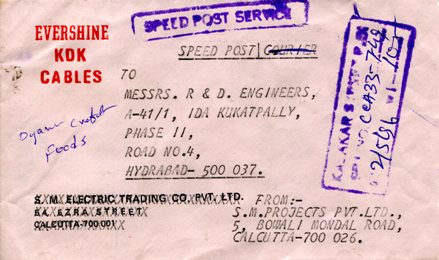 SPEED POST SERVICE
EVERSHINE
KDK
CABLES
SPEED POST/COURIER
TO
MESSRS. R & D. ENGINEERS,
A-41/1, IDA KUKATPALLY,
PHASE II,
ROAD NO.4,
HYDRABAD- 500 037.
Foods
S. M. ELECTRIC TRADING CO. PVT. LTD.
EZRA STREET
CALCUTTA-700 001
FROM:-
S.M.PROJECTS PVT.LTD.,
5, BOWALI MONDAL ROAD,
CALCUTTA-700 026.